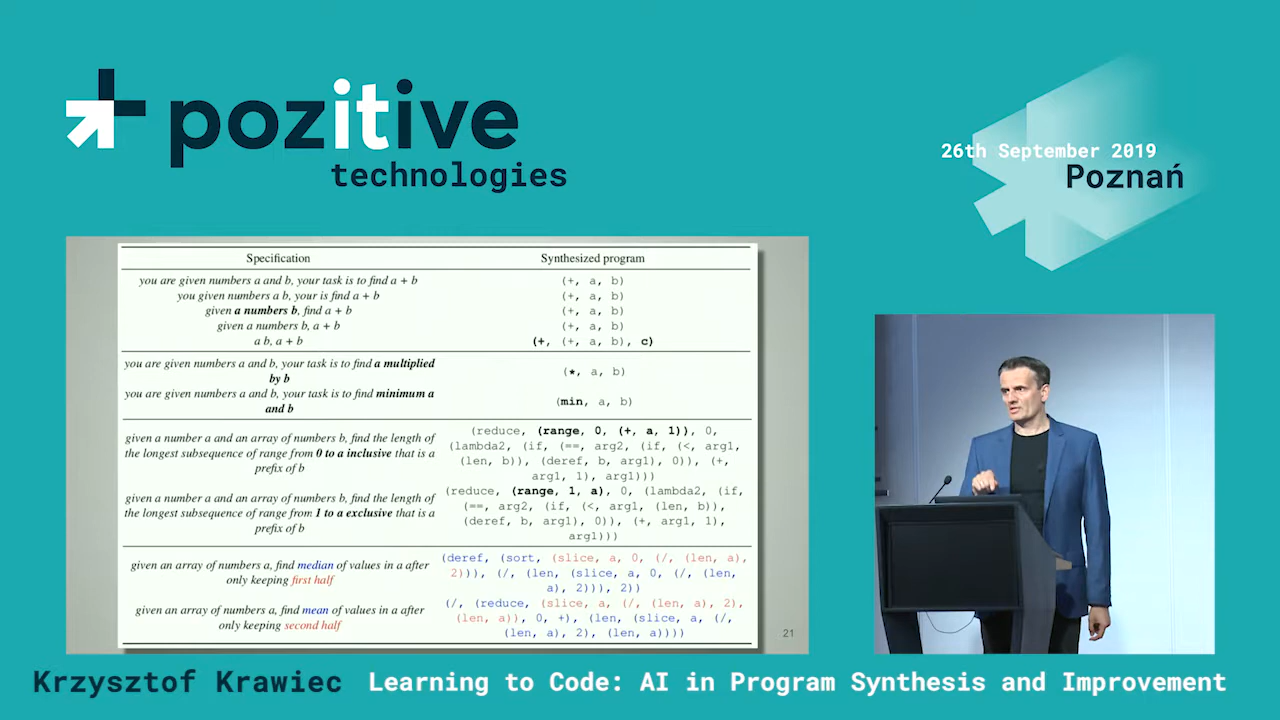 pozitive
technologies
26th September 2019
Poznań
Specification Synthesized program
you are given numbers a and b, your task is to find a + b (+, a, b)
you given numbers a b, your is find a + b (+, a, b)
given a numbers b, find a + b (+, a, b)
given a numbers b, a + b (+, a, b)
a b, a + b (+, (+, a, b), c)
you are given numbers a and b, your task is to find a multiplied
by b
(*, a, b)
you are given numbers a and b, your task is to find minimum a
and b
(min, a, b)
given a number a and an array of numbers b, find the length of
the longest subsequence of range from 0 to a inclusive that is a
prefix of b
(reduce, (range, 0, (+, a, 1)), 0,
(lambda2, (if, (==, arg2, (if, (<, arg1,
(len, b)), (deref, b, arg1), 0)), (+,
arg1, 1), arg1)))
given a number a and an array of numbers b, find the length of
the longest subsequence of range from 1 to a exclusive that is a
prefix of b
(reduce, (range, 1, a), 0, (lambda2, (if,
(==, arg2, (if, (<, arg1, (len, b)),
(deref, b, arg1), 0)), (+, arg1, 1),
arg1)))
given an array of numbers a, find median of values in a after
only keeping first half
(deref, (sort, (slice, a, 0, (/, (len, a),
2))), (/, (len, (slice, a, 0, (/, (len,
a), 2))), 2))
given an array of numbers a, find mean of values in a after
only keeping second half
(/, (reduce, (slice, a, (/, (len, a), 2),
(len, a)), 0, +), (len, (slice, a, (/,
(len, a), 2), (len, a))))
21
Krzysztof Krawiec Learning to Code: AI in Program Synthesis and Improvement